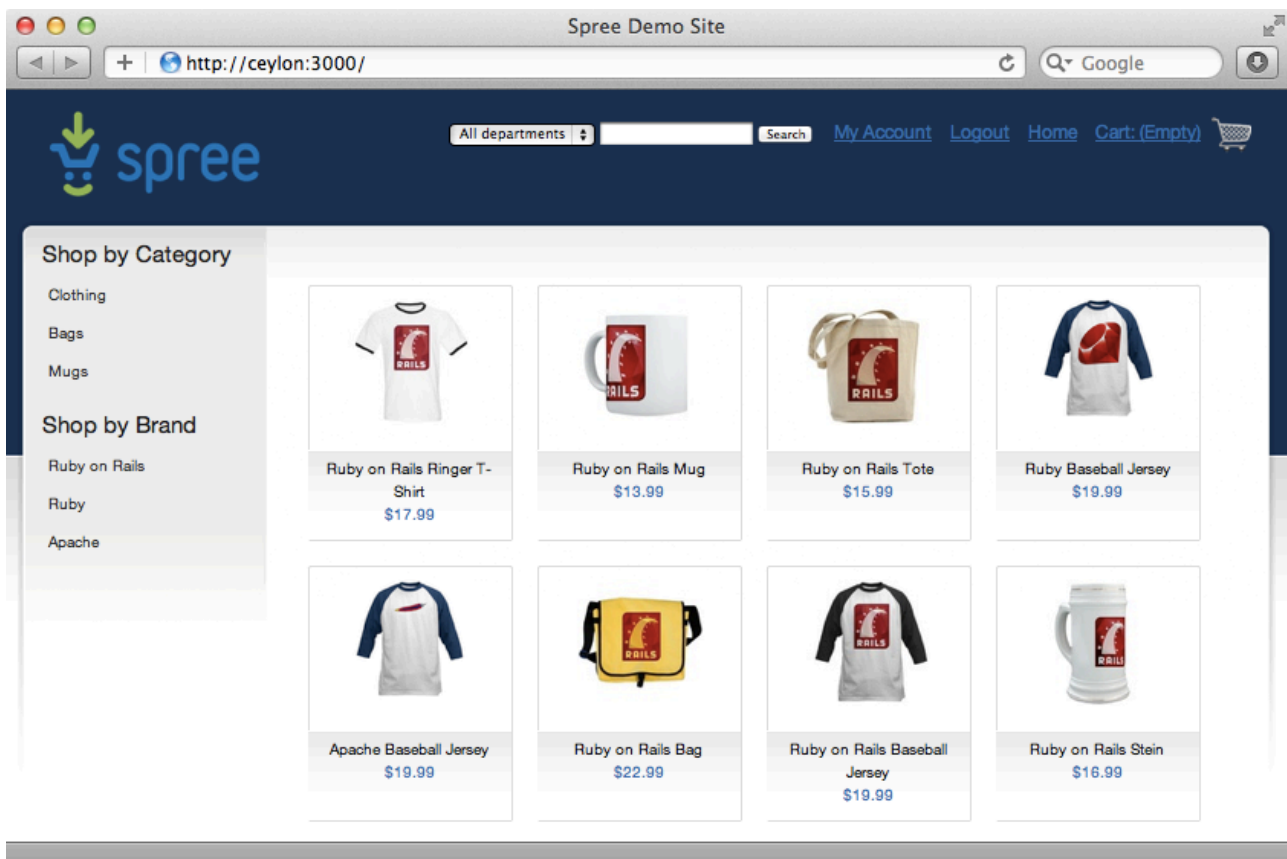 Spree Demo Site
http://ceylon:3000/
Google
spree
All departments
Search
My Account
Logout
Home
Cart: (Empty)
Shop by Category
Clothing
Bags
Mugs
Shop by Brand
Ruby on Rails
Ruby
Apache
RAILS
RAILS
RAILS
Ruby on Rails Ringer T-
Shirt
$17.99
Ruby on Rails Mug
$13.99
Ruby on Rails Tote
$15.99
Ruby Baseball Jersey
$19.99
RAILS
RAILS
RAILS
Apache Baseball Jersey
$19.99
Ruby on Rails Bag
$22.99
Ruby on Rails Baseball
Jersey
$19.99
Ruby on Rails Stein
$16.99